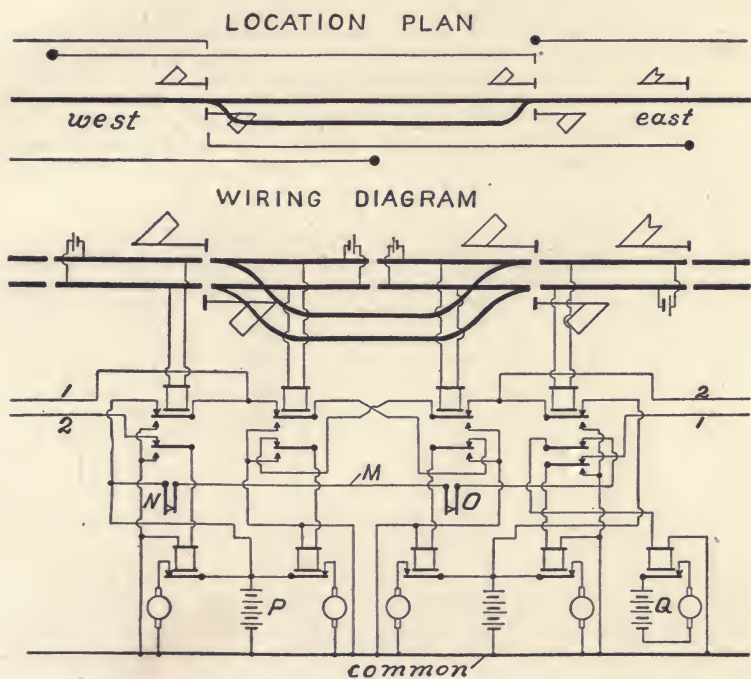 LOCATION PLAN
west
east
WIRING DIAGRAM
1
2
2
1
M
N
O
P
Q
common